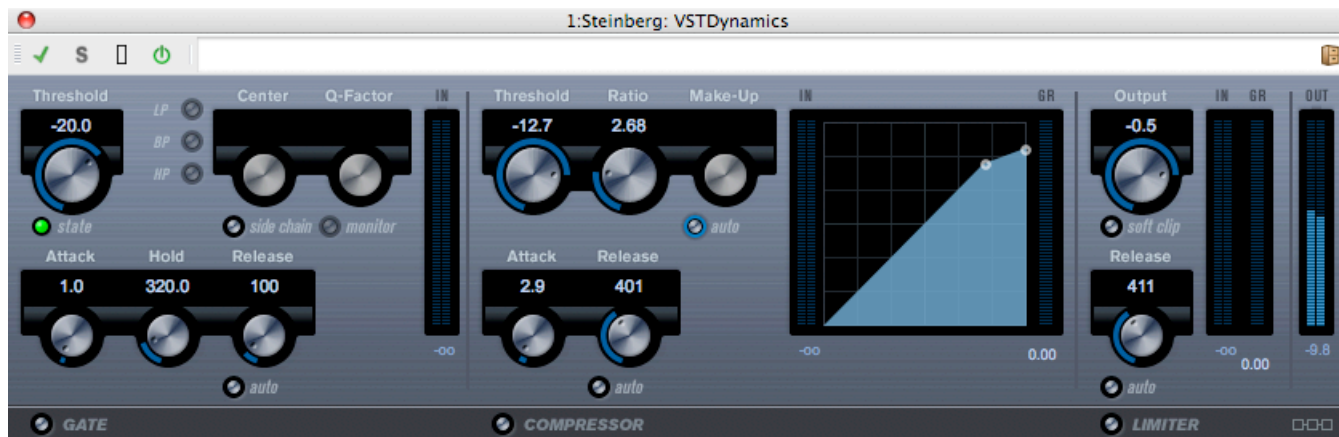 1:Steinberg: VSTDynamics
S
Threshold
-20.0
state
LP
BP
HP
Center Q-Factor
side chain monitor
Attack Hold Release
1.0 320.0 100
auto
IN
-oo
GATE
Threshold Ratio Make-Up
-12.7 2.68
auto
Attack Release
2.9 401
auto
IN GR
-oo 0.00
COMPRESSOR
Output
-0.5
soft clip
Release
411
auto
IN GR
-oo 0.00
LIMITER
OUT
-9.8